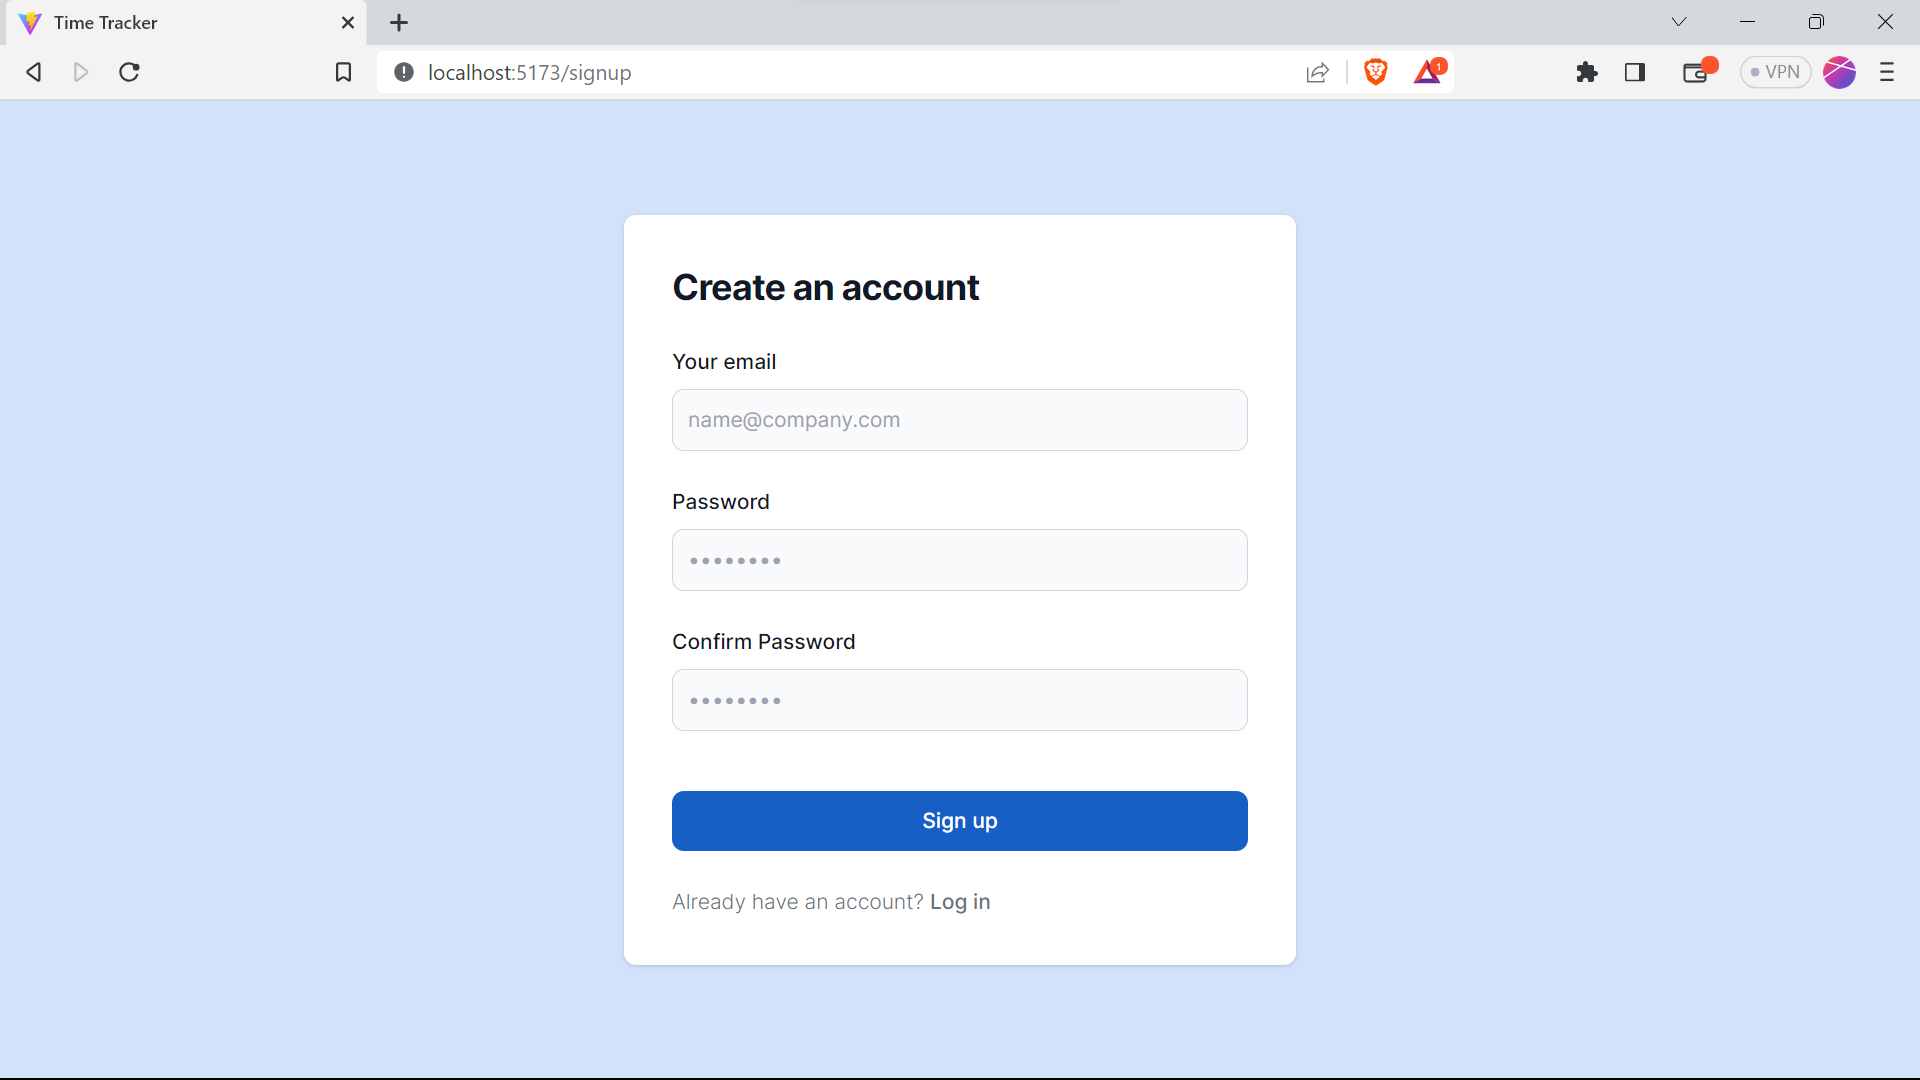 Time Tracker
localhost:5173/signup
1
VPN
Create an account
Your email
name@company.com
Password
••••••••
Confirm Password
••••••••
Sign up
Already have an account? Log in